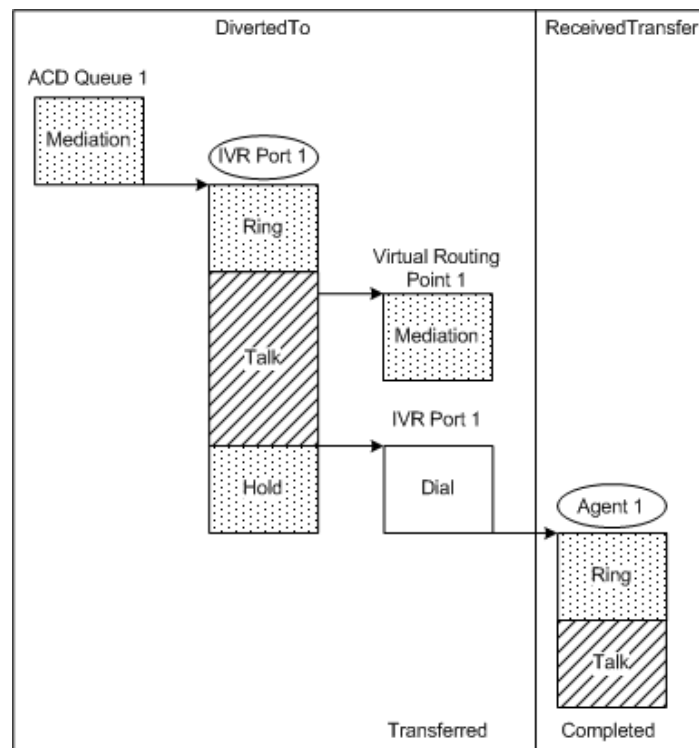 DivertedTo
ReceivedTransfer
ACD Queue 1
Mediation
IVR Port 1
Ring
Virtual Routing
Point 1
Mediation
Talk
IVR Port 1
Hold
Dial
Agent 1
Ring
Talk
Transferred
Completed